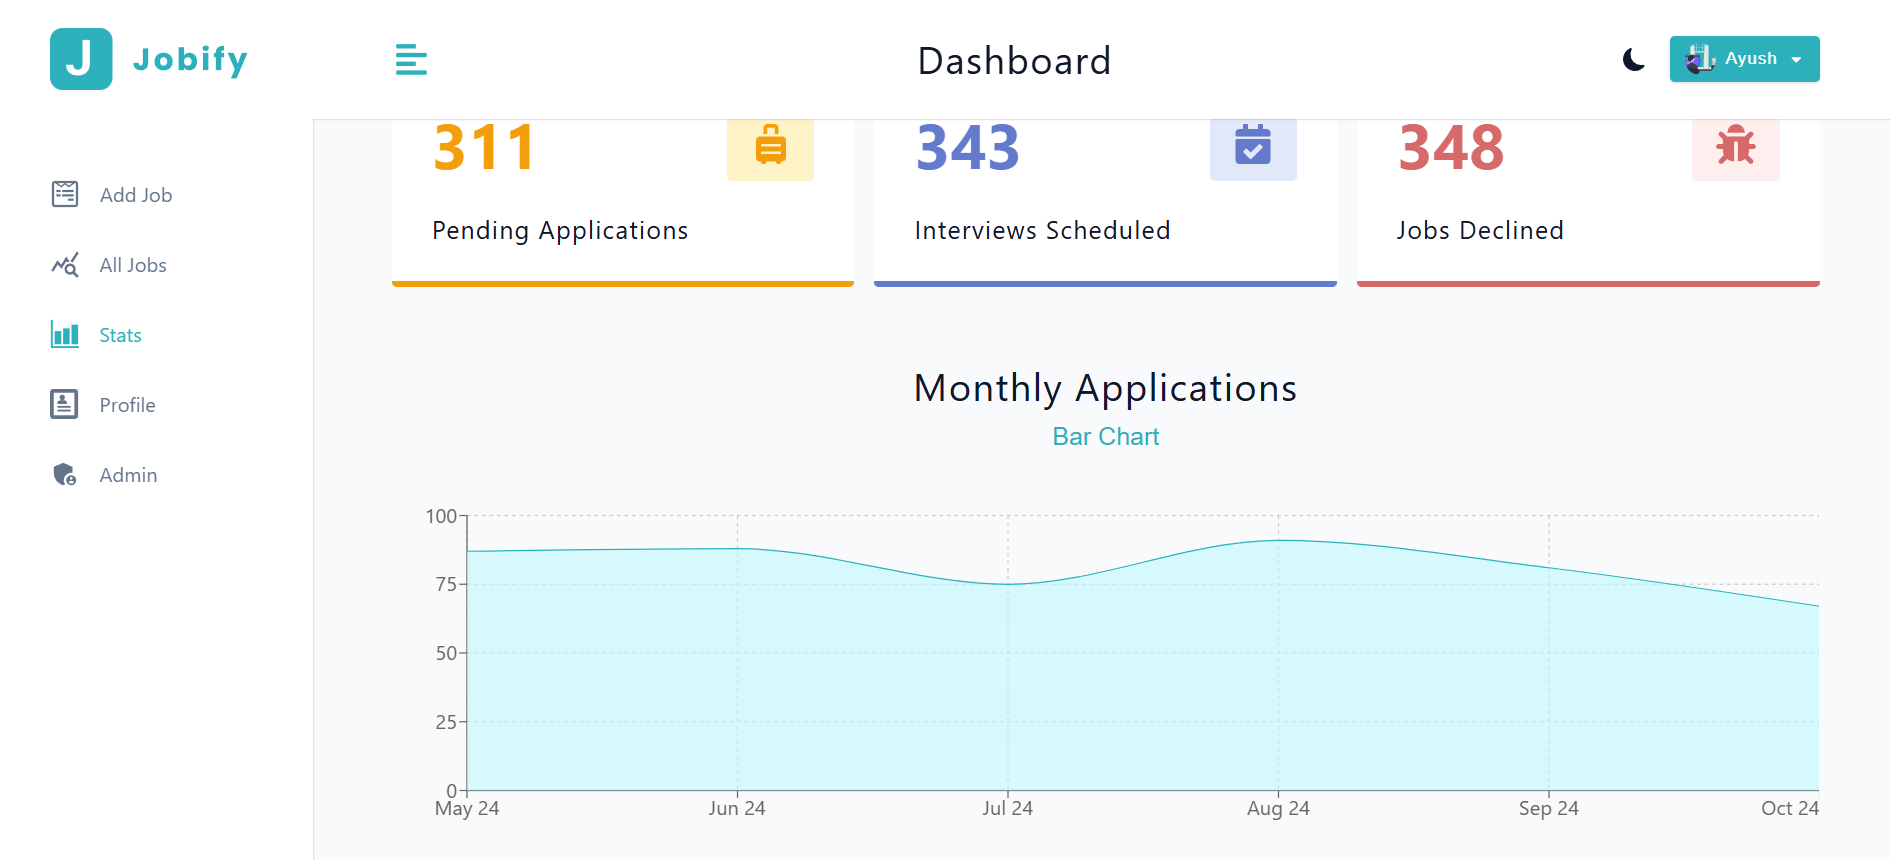 J Jobify
Dashboard
Ayush
Add Job
All Jobs
Stats
Profile
Admin
311
343
348
Pending Applications
Interviews Scheduled
Jobs Declined
Monthly Applications
Bar Chart
100
75
50
25
0
May 24
Jun 24
Jul 24
Aug 24
Sep 24
Oct 24